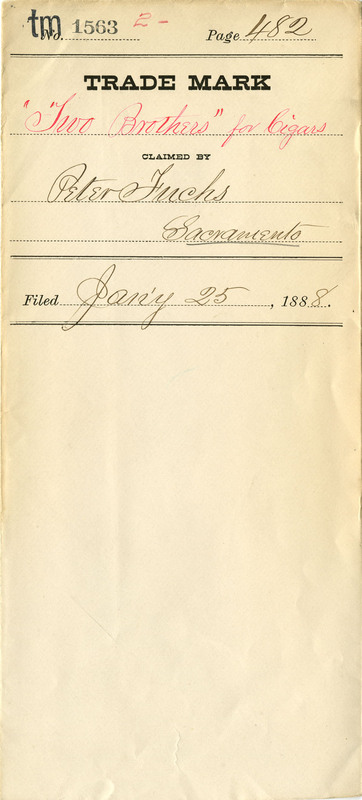 tm No. 1563 2- Page 482
TRADE MARK
"Two Brothers" for Cigars
CLAIMED BY
Peter Fuchs
Sacramento
Filed Jan'y 25, 1888.